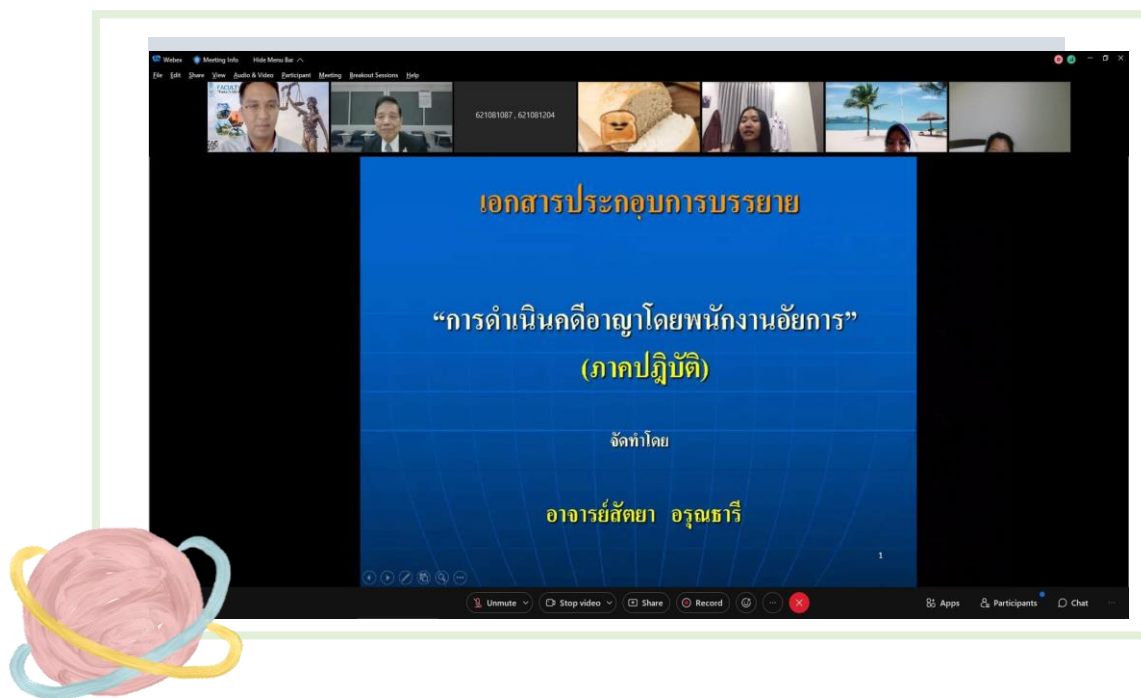 Webex Meeting Info Hide Menu Bar
File Edit Share View Audio & Video Participant Meeting Breakout Sessions Help
621081087 , 621081204
เอกสารประกอบการบรรยาย
“การดำเนินคดีอาญาโดยพนักงานอัยการ”
(ภาคปฏิบัติ)
จัดทำโดย
อาจารย์สัตยา อรุณธารี
1
Unmute Stop video Share Record Apps Participants Chat